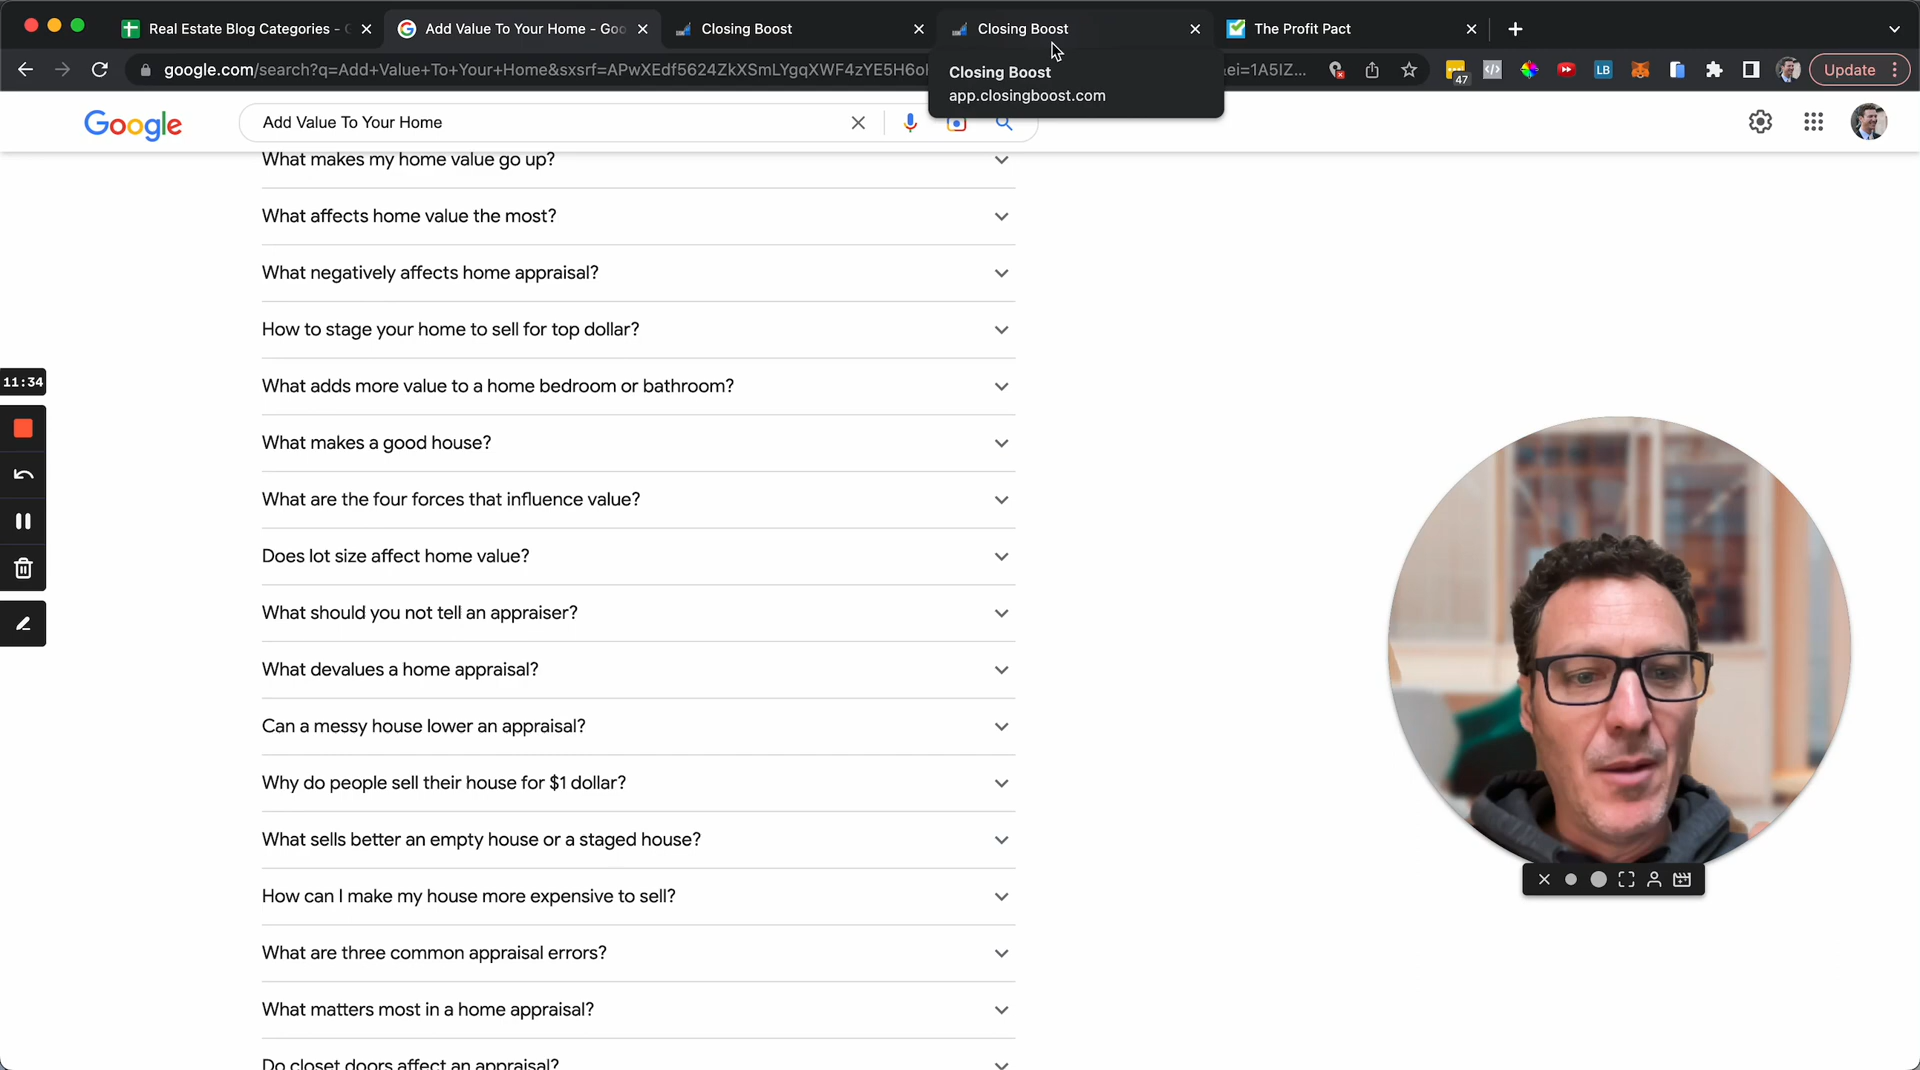 Real Estate Blog Categories -
Add Value To Your Home - Goo
Closing Boost
Closing Boost
The Profit Pact
google.com/search?q=Add+Value+To+Your+Home&sxsrf=APwXEdf5624ZkXSmLYgqXWF4zYE5H6o
ei=1A5IZ...
47
LB
Update
Closing Boost
app.closingboost.com
Google
Add Value To Your Home
What makes my home value go up?
What affects home value the most?
What negatively affects home appraisal?
How to stage your home to sell for top dollar?
11:34
What adds more value to a home bedroom or bathroom?
What makes a good house?
What are the four forces that influence value?
Does lot size affect home value?
What should you not tell an appraiser?
What devalues a home appraisal?
Can a messy house lower an appraisal?
Why do people sell their house for $1 dollar?
What sells better an empty house or a staged house?
How can I make my house more expensive to sell?
What are three common appraisal errors?
What matters most in a home appraisal?
Do closet doors affect an appraisal?